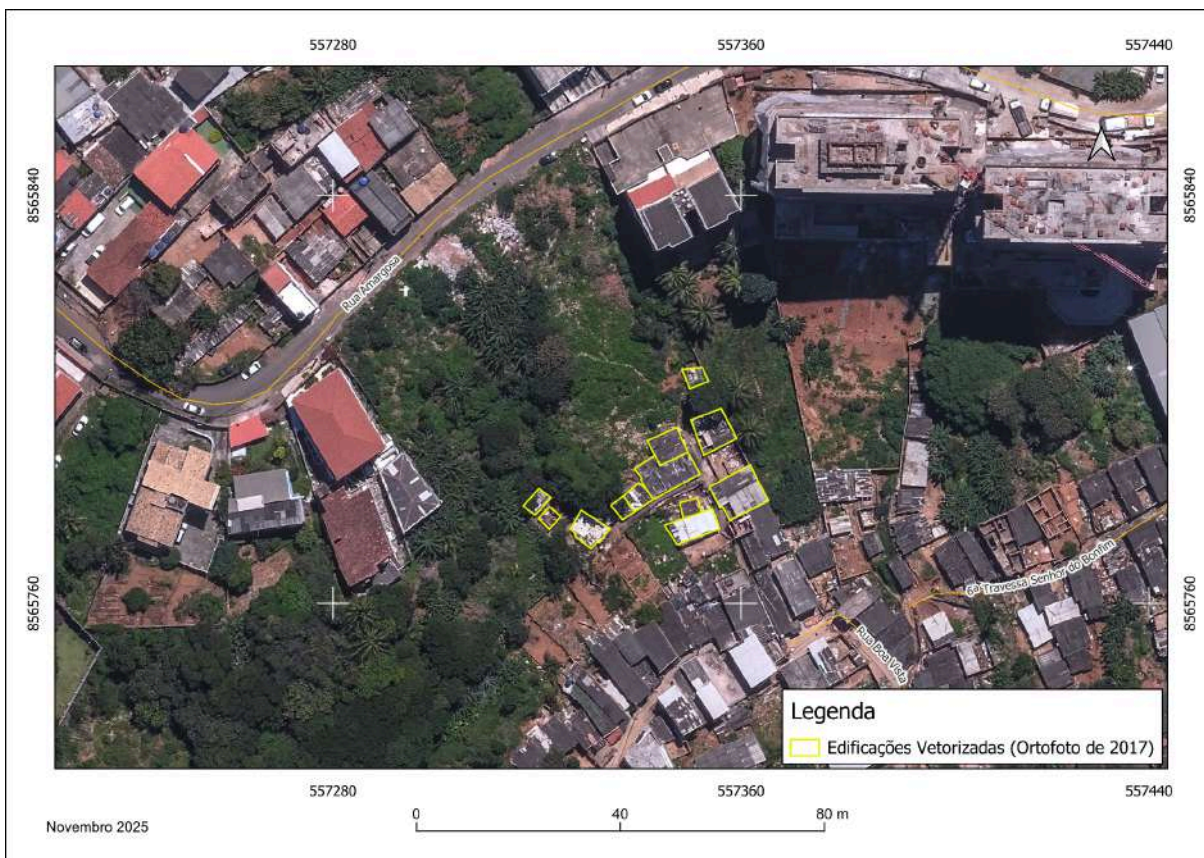 557280 557360 557440
8565840 8565840
Rua Amargosa
6ª Travessa Senhor do Bonfim
8565760 8565760
Rua Boa Vista
Legenda
Edificações Vetorizadas (Ortofoto de 2017)
557280 557360 557440
0 40 80 m
Novembro 2025